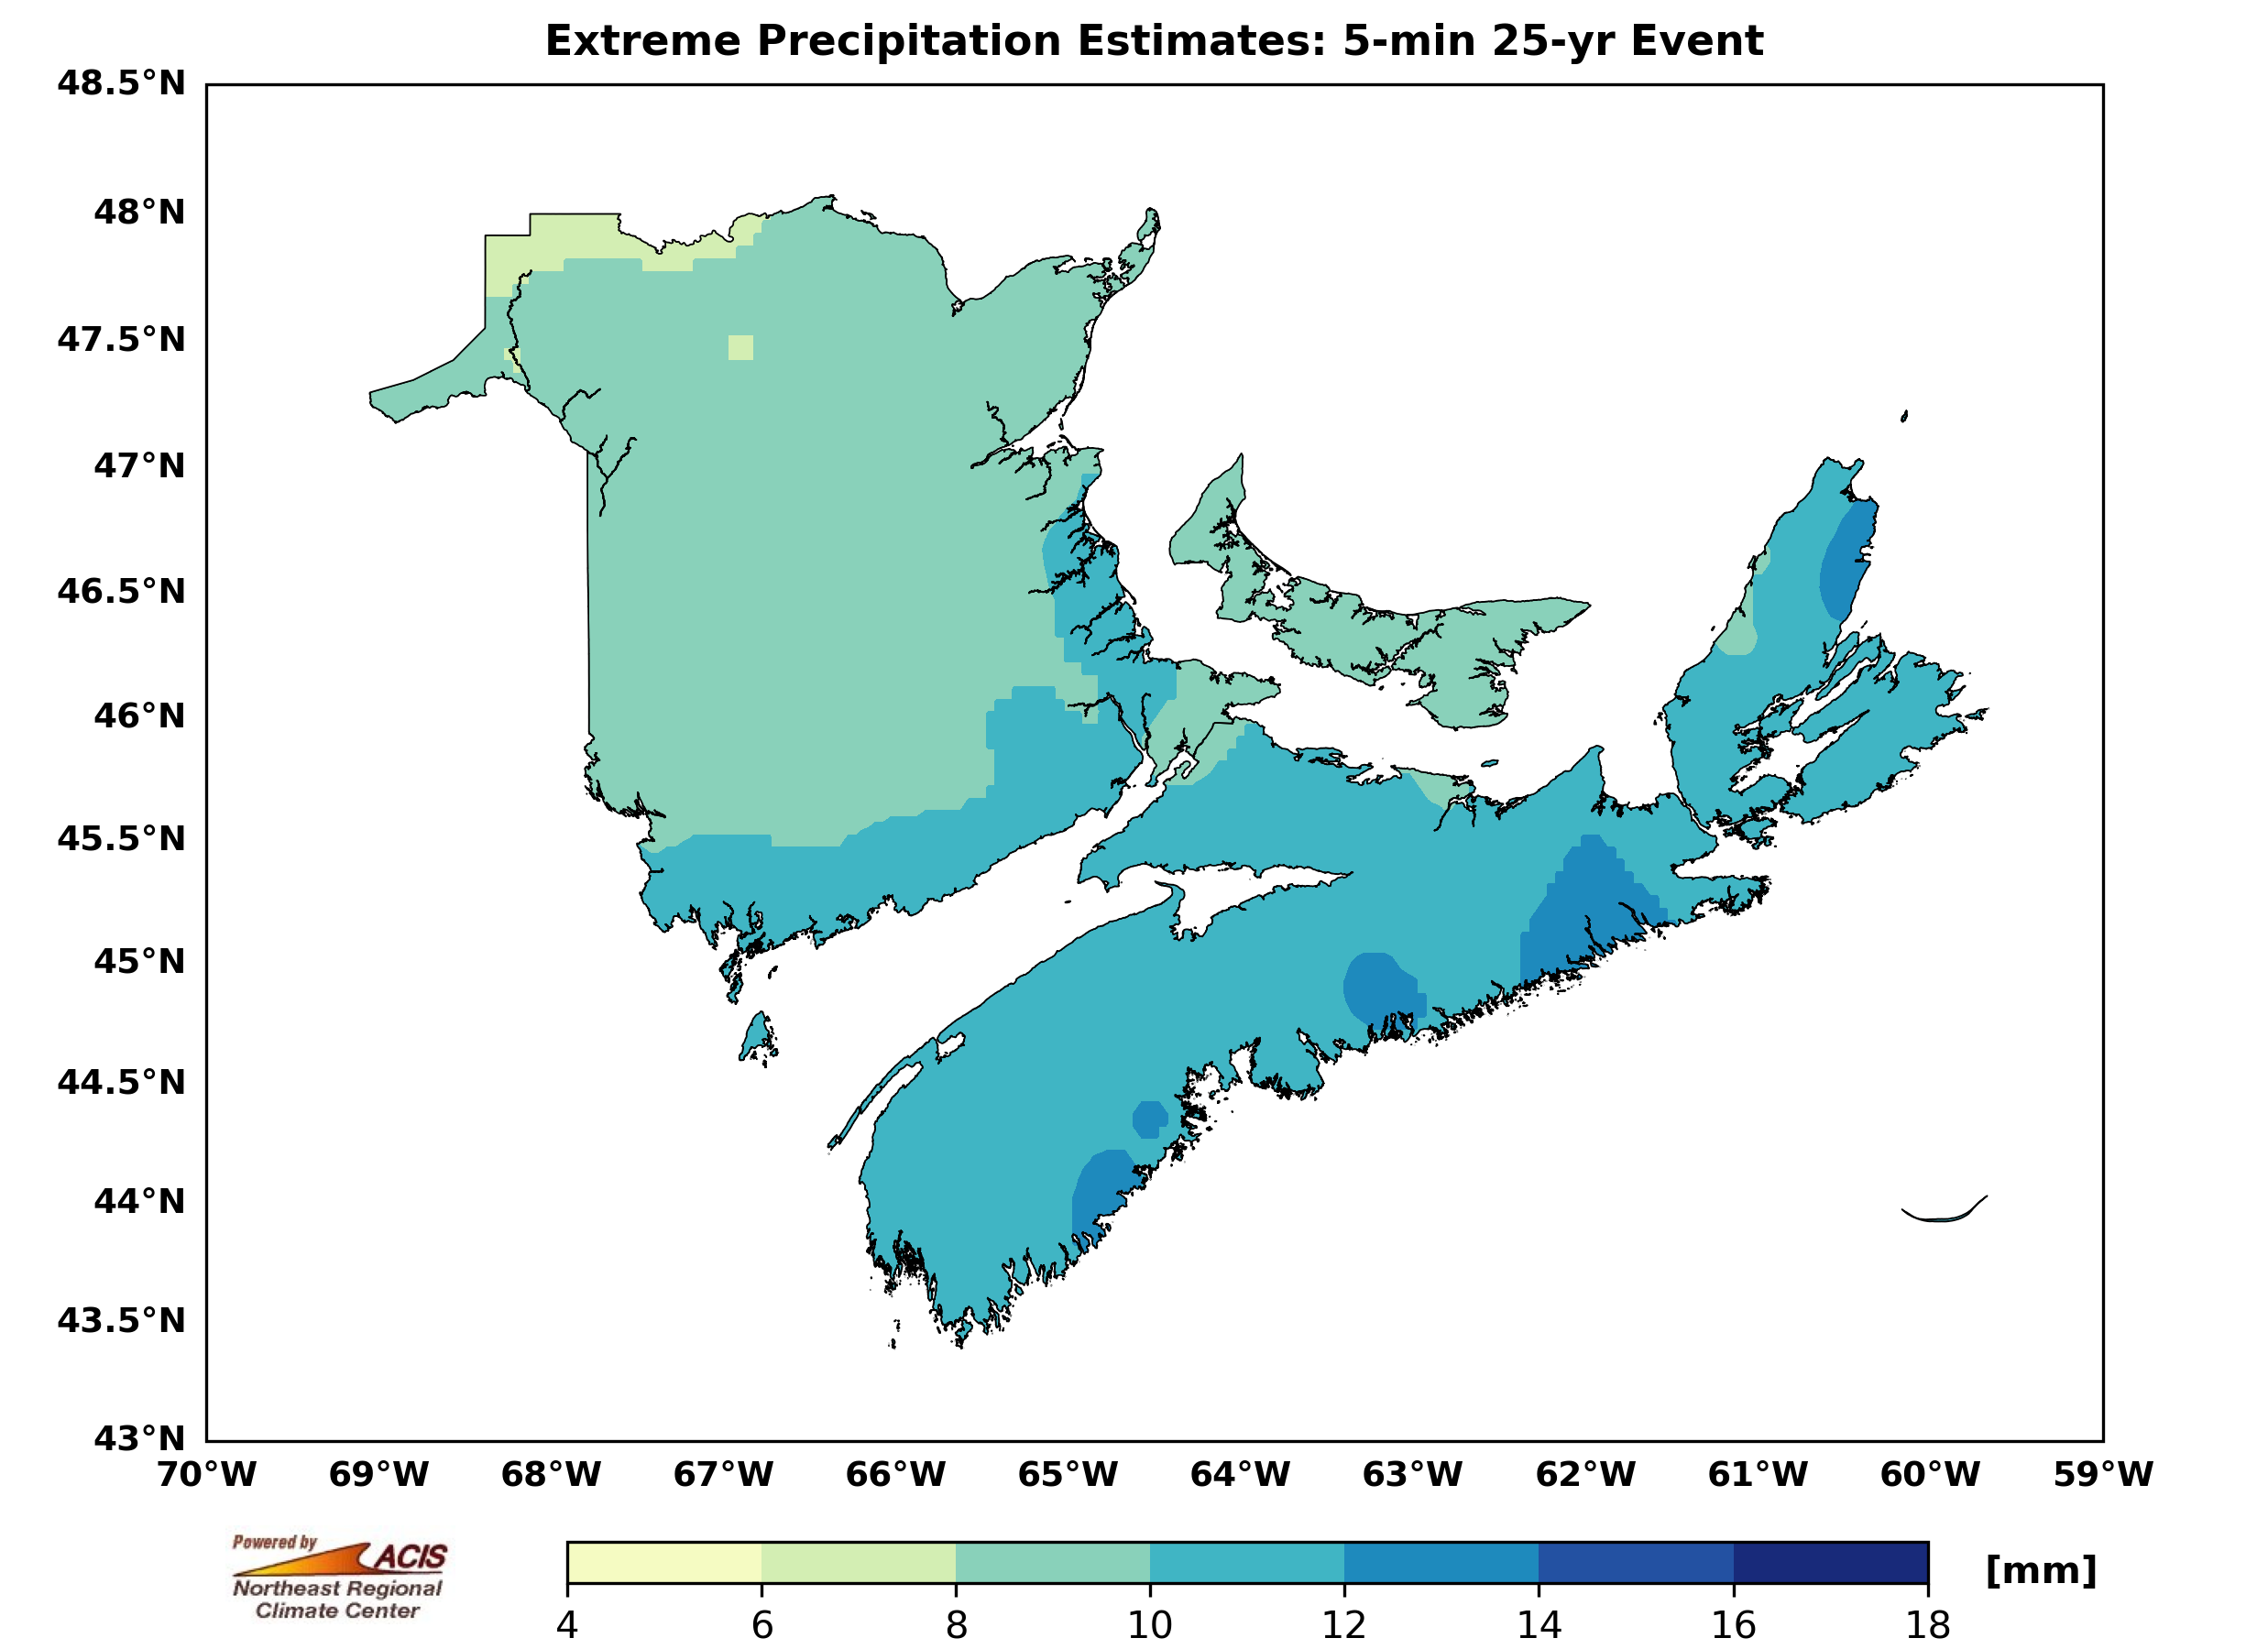 Extreme Precipitation Estimates: 5-min 25-yr Event
48.5°N
48°N
47.5°N
47°N
46.5°N
46°N
45.5°N
45°N
44.5°N
44°N
43.5°N
43°N
70°W 69°W 68°W 67°W 66°W 65°W 64°W 63°W 62°W 61°W 60°W 59°W
Powered by
ACIS
Northeast Regional
Climate Center
[mm]
4 6 8 10 12 14 16 18